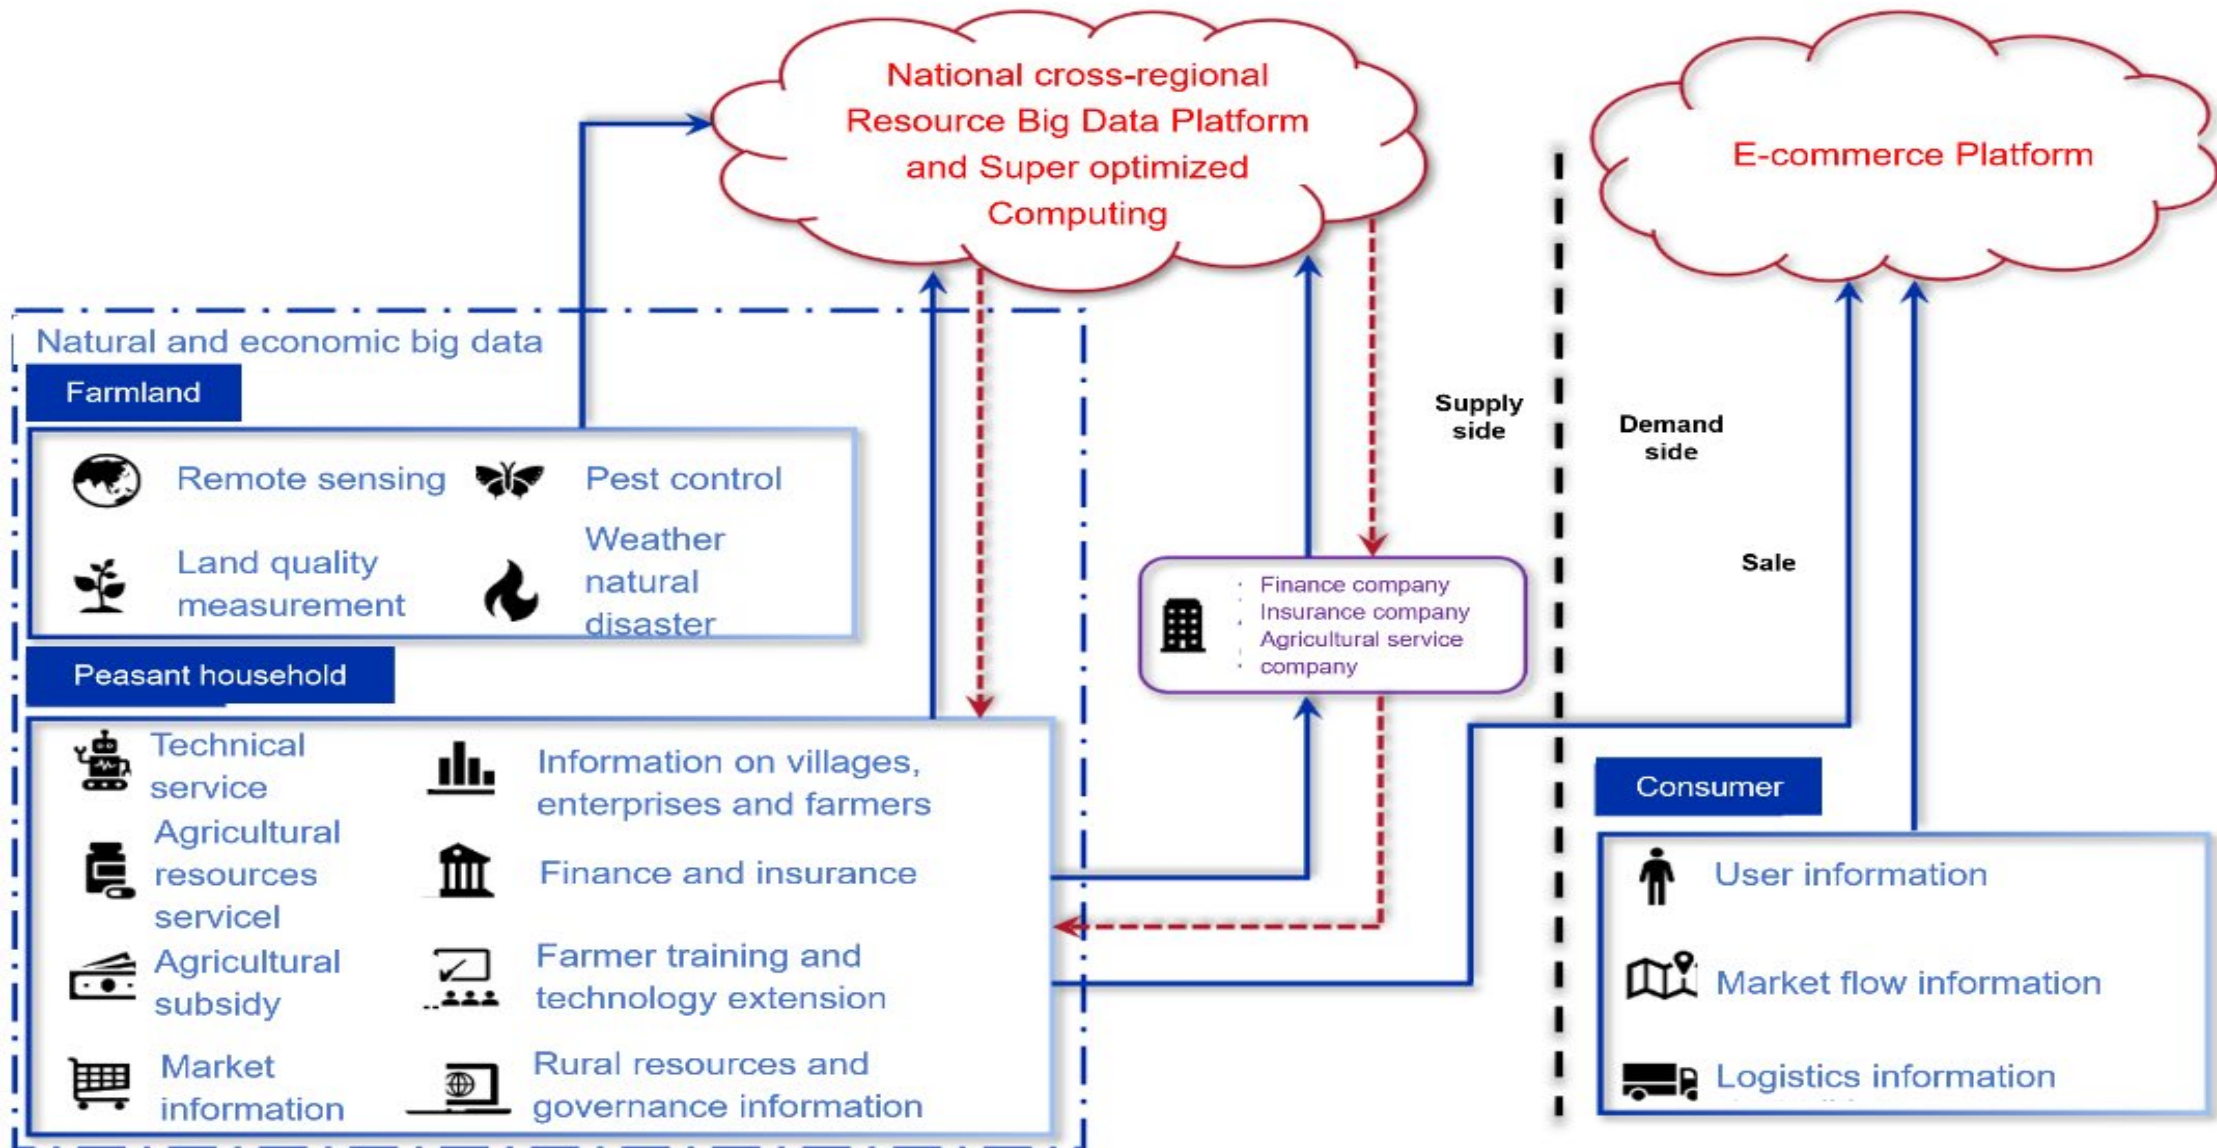 National cross-regional
Resource Big Data Platform
and Super optimized
Computing
E-commerce Platform
Natural and economic big data
Farmland
Remote sensing
Pest control
Land quality
measurement
Weather
natural
disaster
Peasant household
Technical
service
Information on villages,
enterprises and farmers
Agricultural
resources
servicel
Finance and insurance
Agricultural
subsidy
Farmer training and
technology extension
Market
information
Rural resources and
governance information
Finance company
Insurance company
Agricultural service
company
Supply
side
Demand
side
Sale
Consumer
User information
Market flow information
Logistics information